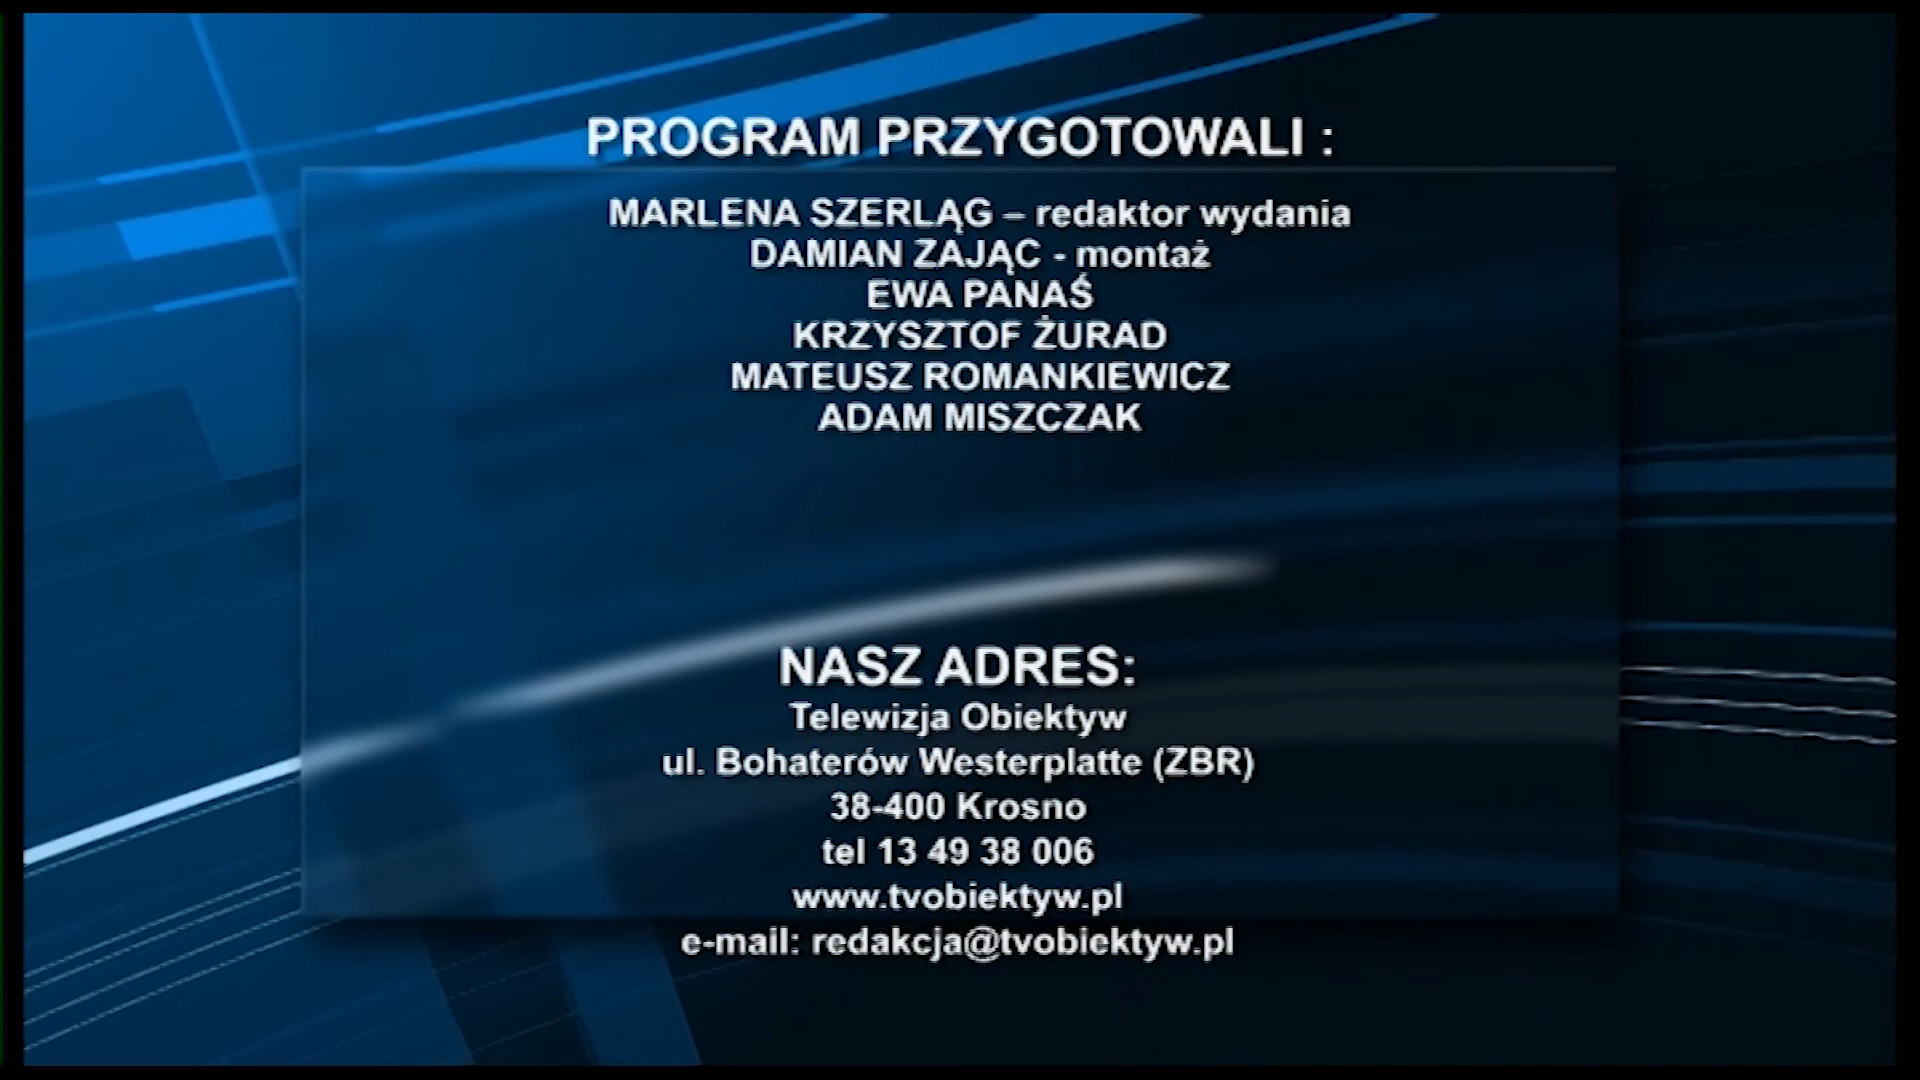 PROGRAM PRZYGOTOWALI :
MARLENA SZERLĄG – redaktor wydania
DAMIAN ZAJĄC - montaż
EWA PANAŚ
KRZYSZTOF ŻURAD
MATEUSZ ROMANKIEWICZ
ADAM MISZCZAK
NASZ ADRES:
Telewizja Obiektyw
ul. Bohaterów Westerplatte (ZBR)
38-400 Krosno
tel 13 49 38 006
www.tvobiektyw.pl
e-mail: redakcja@tvobiektyw.pl